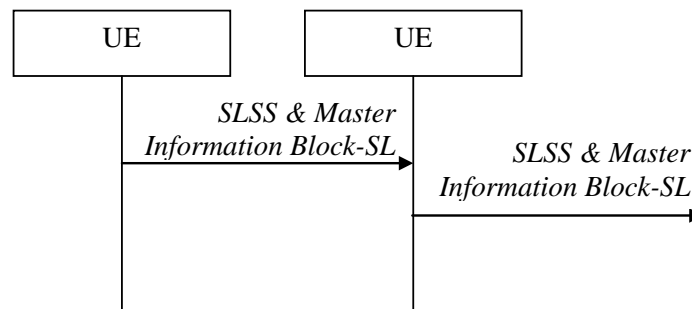 UE
UE
SLSS & Master
Information Block-SL
SLSS & Master
Information Block-SL